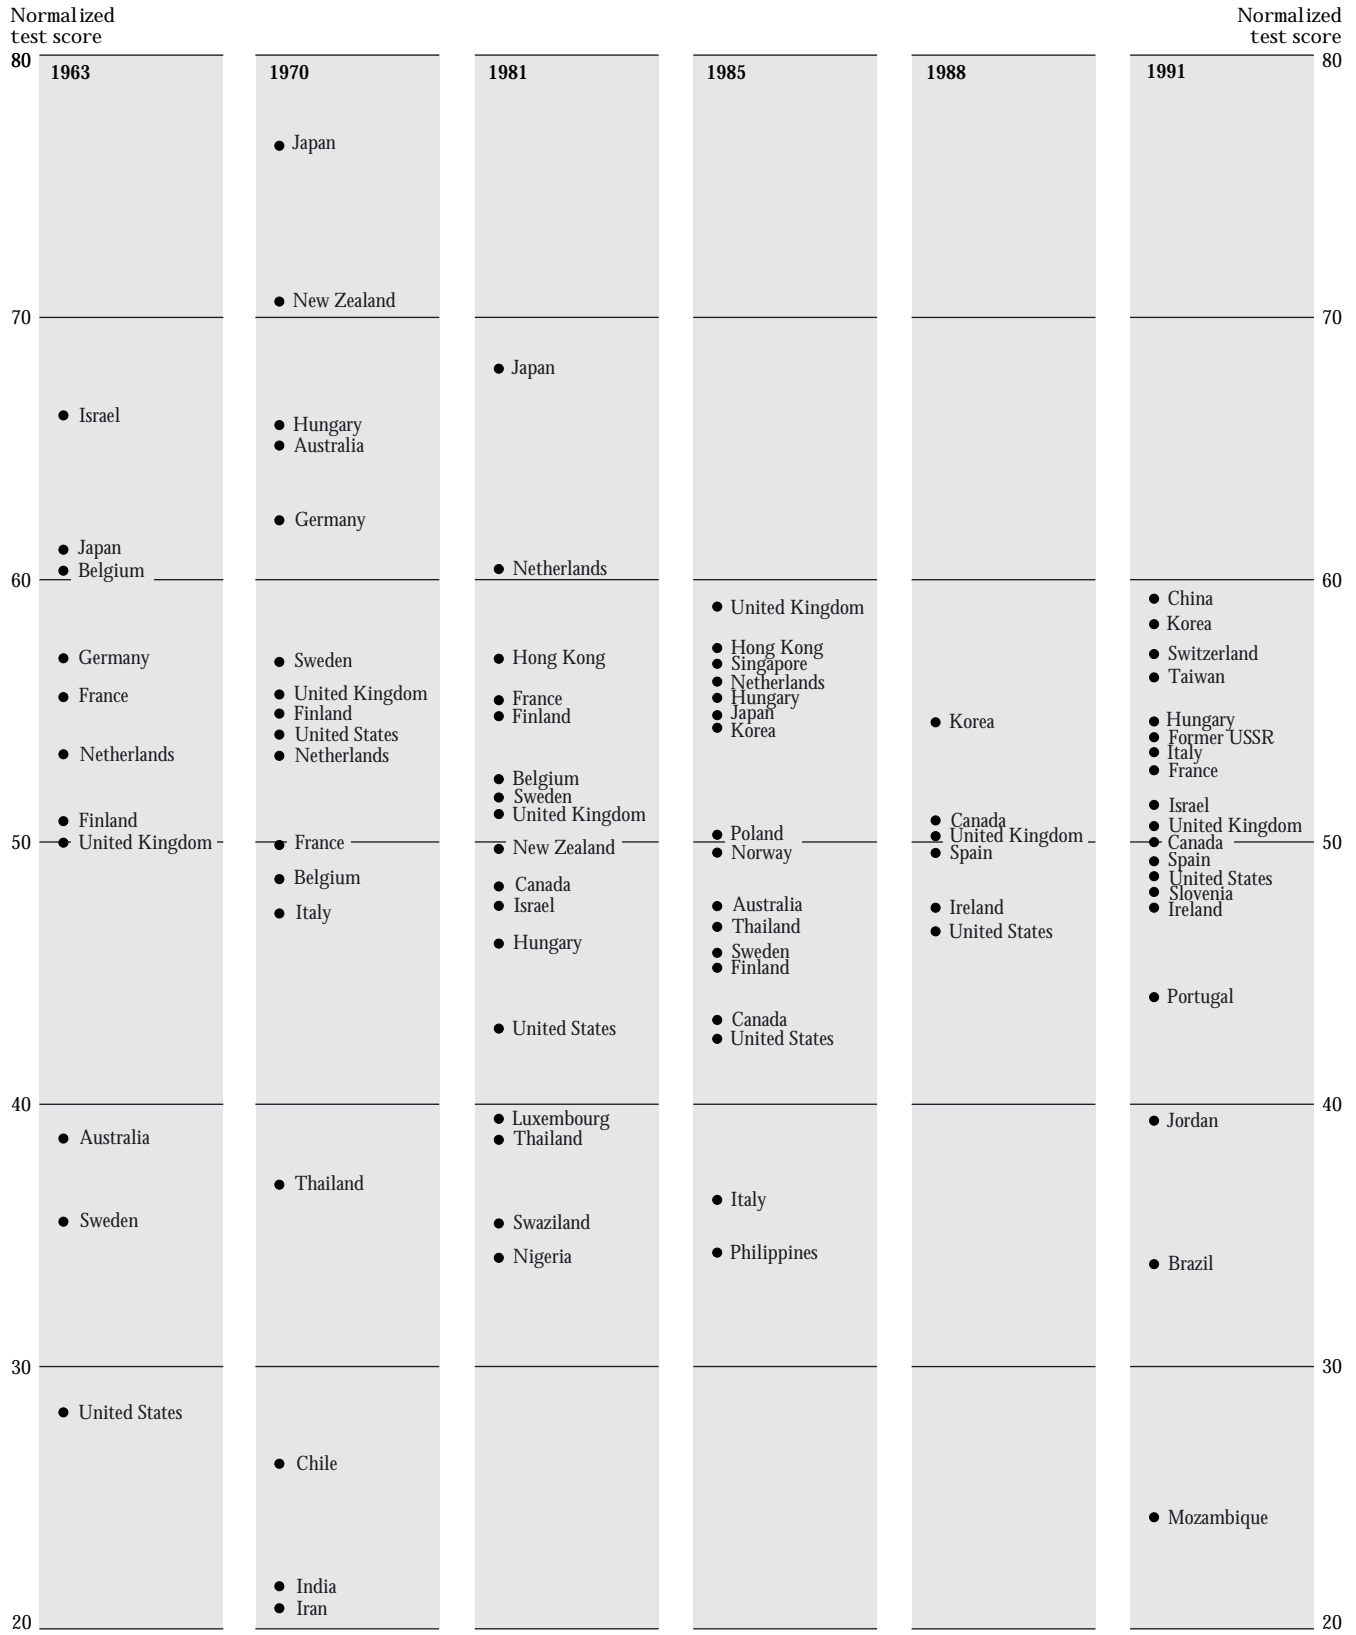 Normalized
test score
Normalized
test score
80
80
1963
1970
1981
1985
1988
1991
70
70
60
60
50
50
40
40
30
30
20
20
Israel
Japan
Belgium
Germany
France
Netherlands
Finland
United Kingdom
Australia
Sweden
United States
Japan
New Zealand
Hungary
Australia
Germany
Sweden
United Kingdom
Finland
United States
Netherlands
France
Belgium
Italy
Thailand
Chile
India
Iran
Japan
Netherlands
Hong Kong
France
Finland
Belgium
Sweden
United Kingdom
New Zealand
Canada
Israel
Hungary
United States
Luxembourg
Thailand
Swaziland
Nigeria
United Kingdom
Hong Kong
Singapore
Netherlands
Hungary
Japan
Korea
Poland
Norway
Australia
Thailand
Sweden
Finland
Canada
United States
Italy
Philippines
Korea
Canada
United Kingdom
Spain
Ireland
United States
China
Korea
Switzerland
Taiwan
Hungary
Former USSR
Italy
France
Israel
United Kingdom
Canada
Spain
United States
Slovenia
Ireland
Portugal
Jordan
Brazil
Mozambique